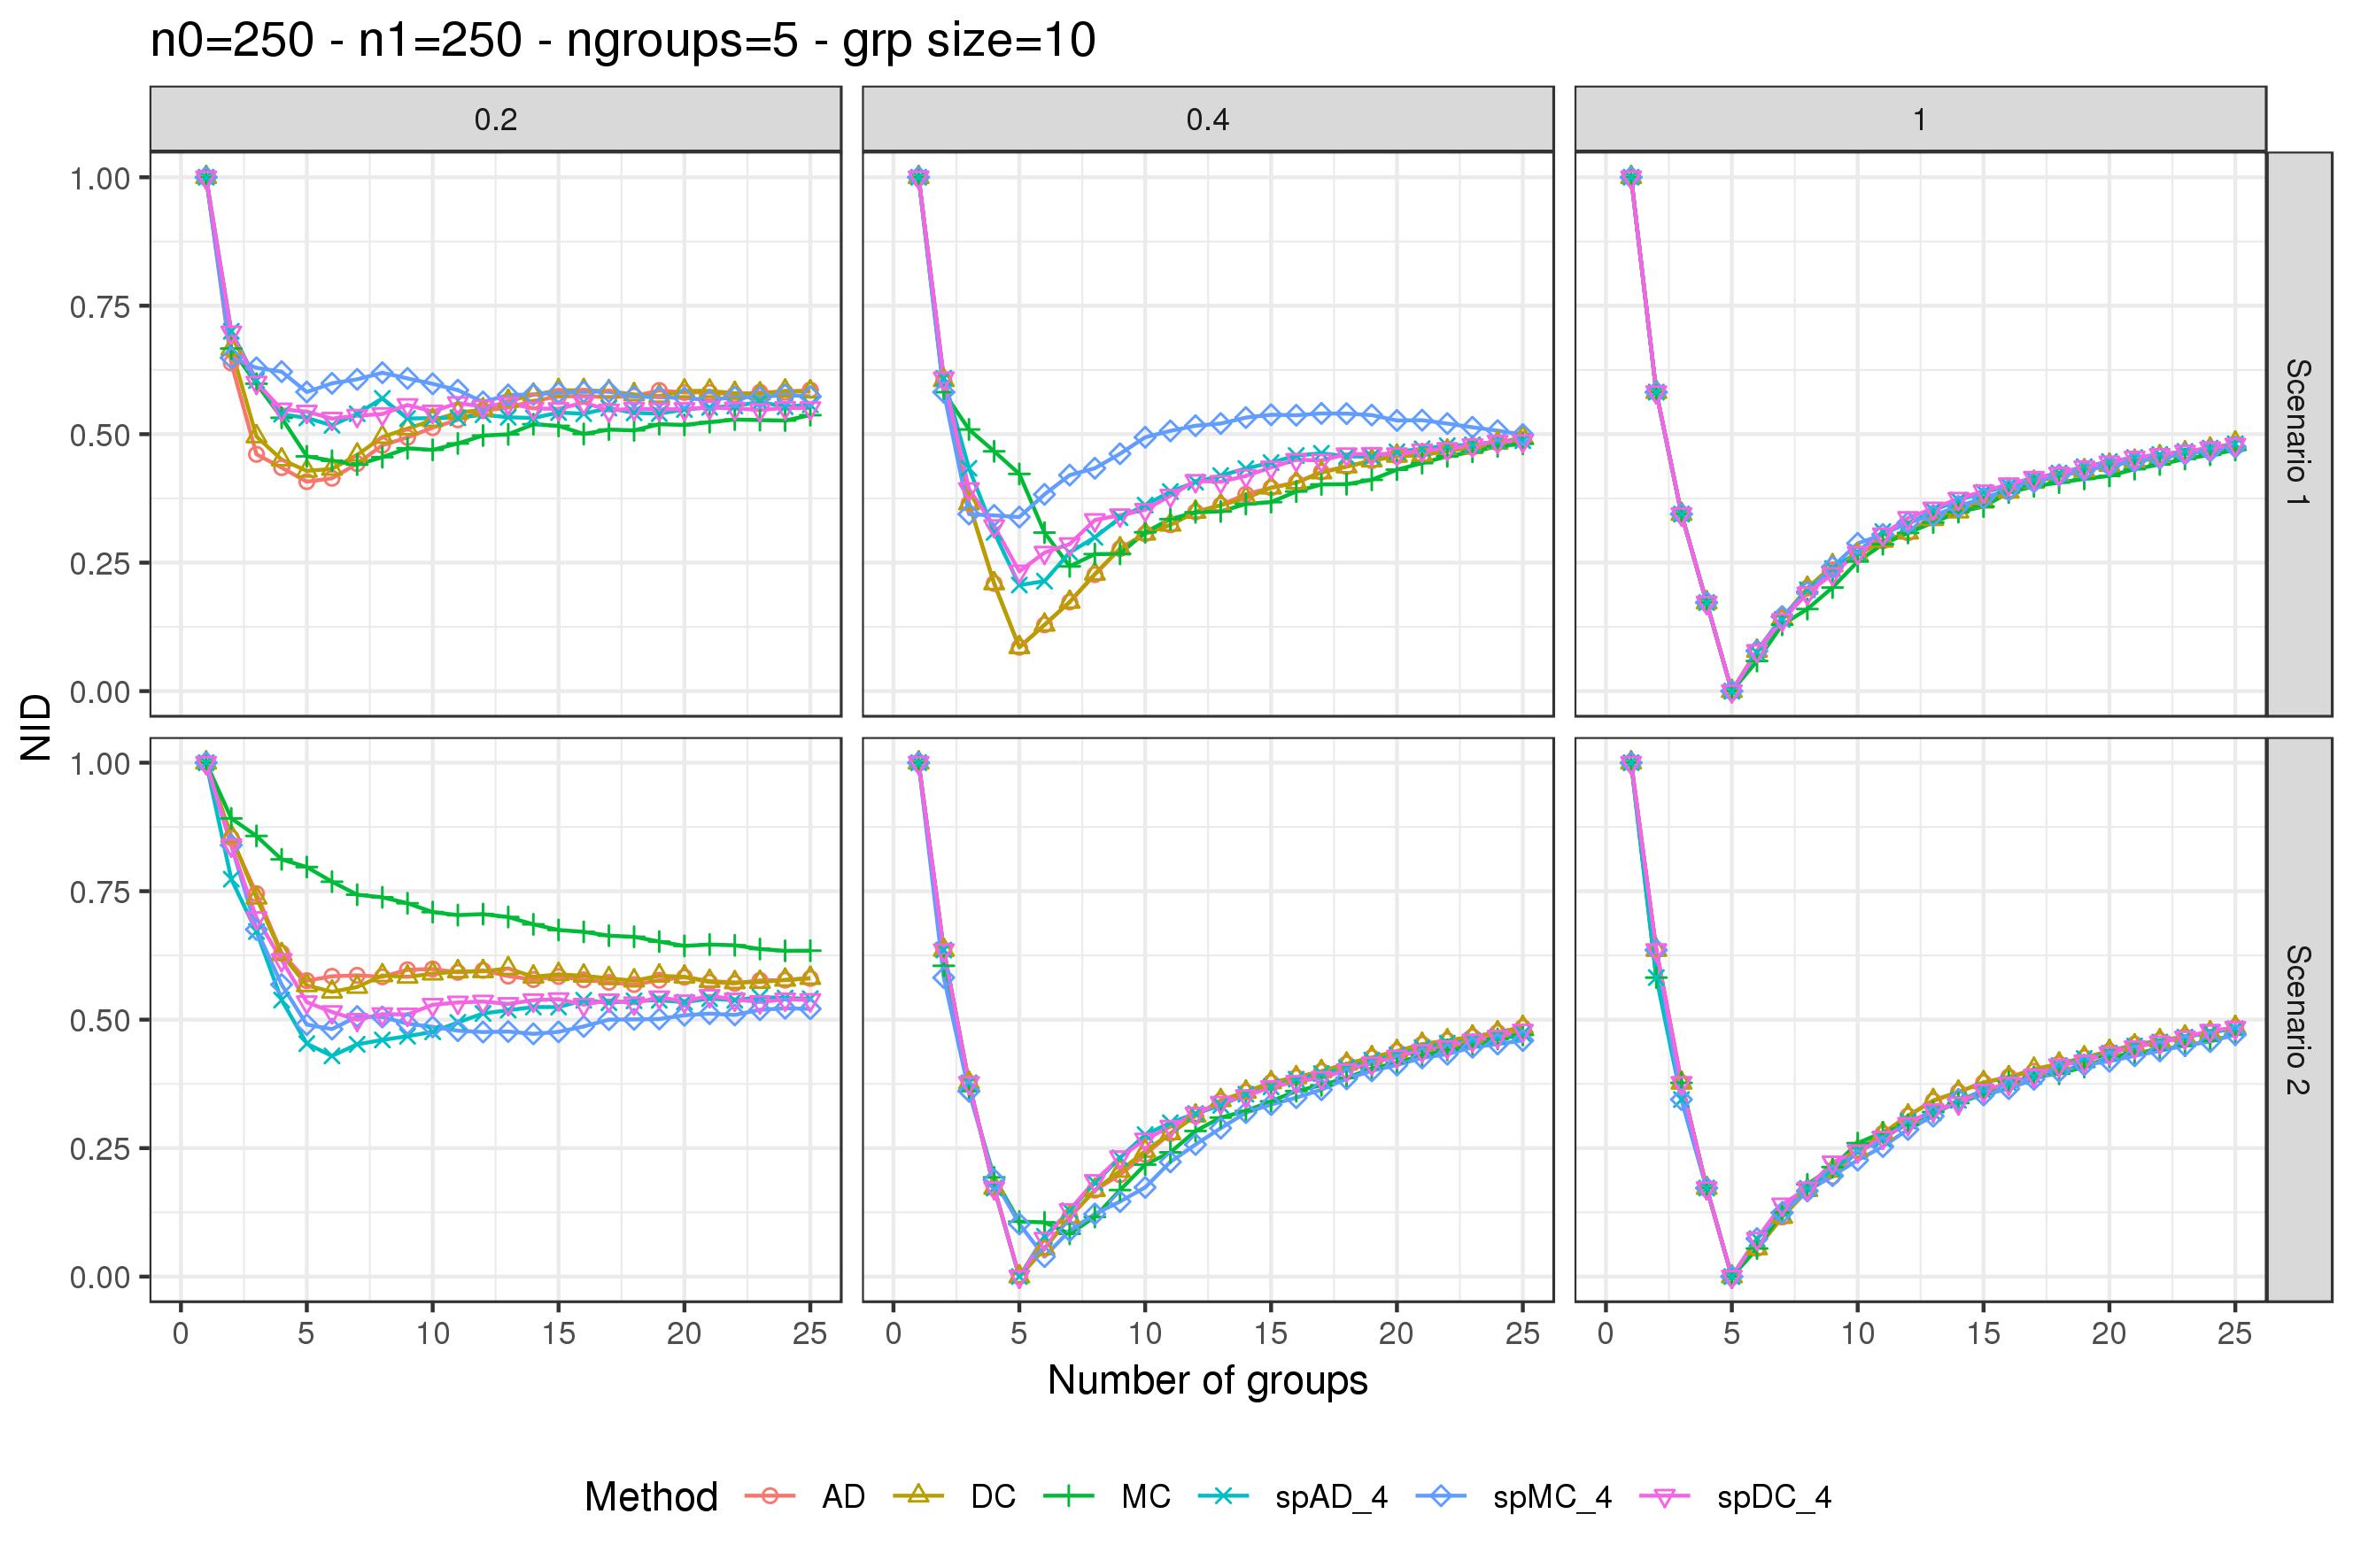 n0=250 - n1=250 - ngroups=5 - grp size=10
0.2 0.4 1
1.00
0.75
0.50
0.25
0.00
Scenario 1
NID
1.00
0.75
0.50
0.25
0.00
Scenario 2
0 5 10 15 20 25 0 5 10 15 20 25 0 5 10 15 20 25
Number of groups
Method AD DC MC spAD_4 spMC_4 spDC_4